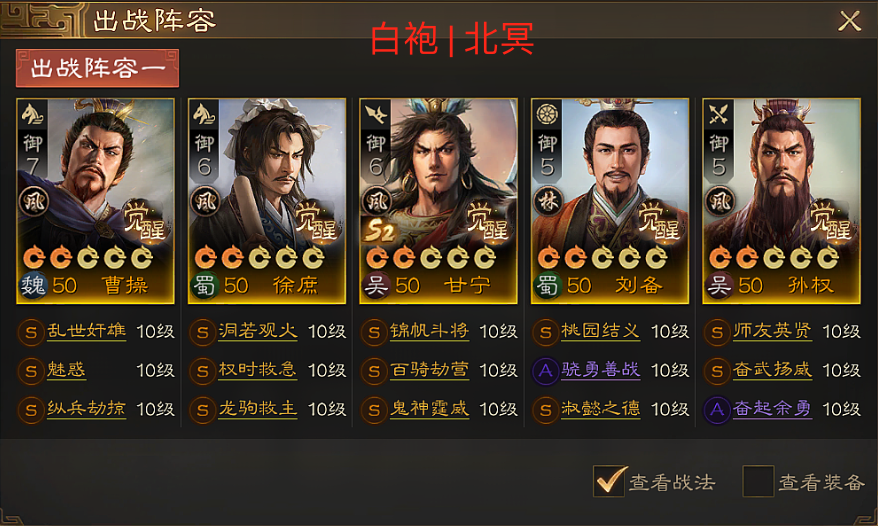 出战阵容
白袍|北冥
出战阵容一
御 7 风 觉醒 魏 50 曹操
御 6 风 觉醒 蜀 50 徐庶
御 6 风 S2 觉醒 吴 50 甘宁
御 5 林 觉醒 蜀 50 刘备
御 5 风 觉醒 吴 50 孙权
S 乱世奸雄 10级 S 洞若观火 10级 S 锦帆斗将 10级 S 桃园结义 10级 S 师友英贤 10级
S 魅惑 10级 S 权时救急 10级 S 百骑劫营 10级 A 骁勇善战 10级 S 奋武扬威 10级
S 纵兵劫掠 10级 S 龙驹救主 10级 S 鬼神霆威 10级 S 淑懿之德 10级 A 奋起余勇 10级
查看战法 查看装备